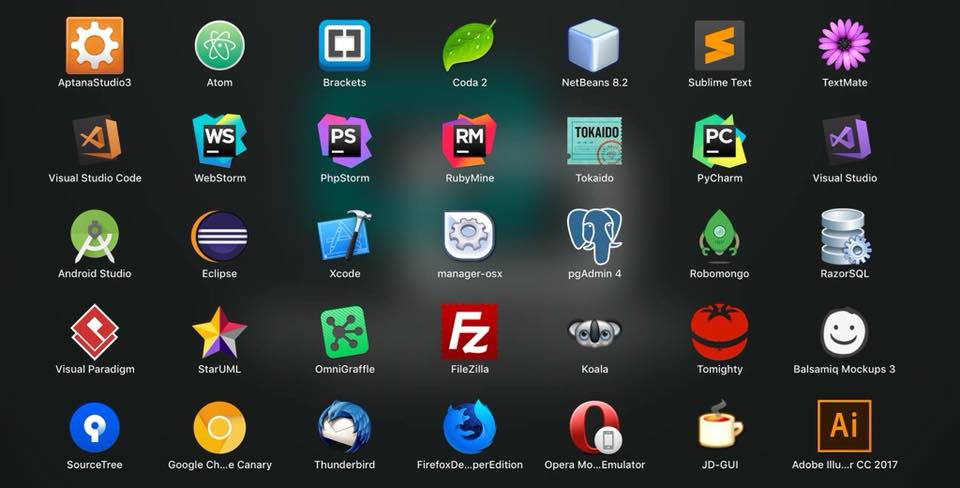 AptanaStudio3
Atom
Brackets
Coda 2
NetBeans 8.2
Sublime Text
TextMate
WS
PS
RM
TOKAIDO
PC
Visual Studio Code
WebStorm
PhpStorm
RubyMine
Tokaido
PyCharm
Visual Studio
Android Studio
Eclipse
Xcode
manager-osx
pgAdmin 4
Robomongo
RazorSQL
Fz
Visual Paradigm
StarUML
OmniGraffle
FileZilla
Koala
Tomighty
Balsamiq Mockups 3
Ai
SourceTree
Google Ch...e Canary
Thunderbird
FirefoxDe...perEdition
Opera Mo...Emulator
JD-GUI
Adobe Illu...r CC 2017